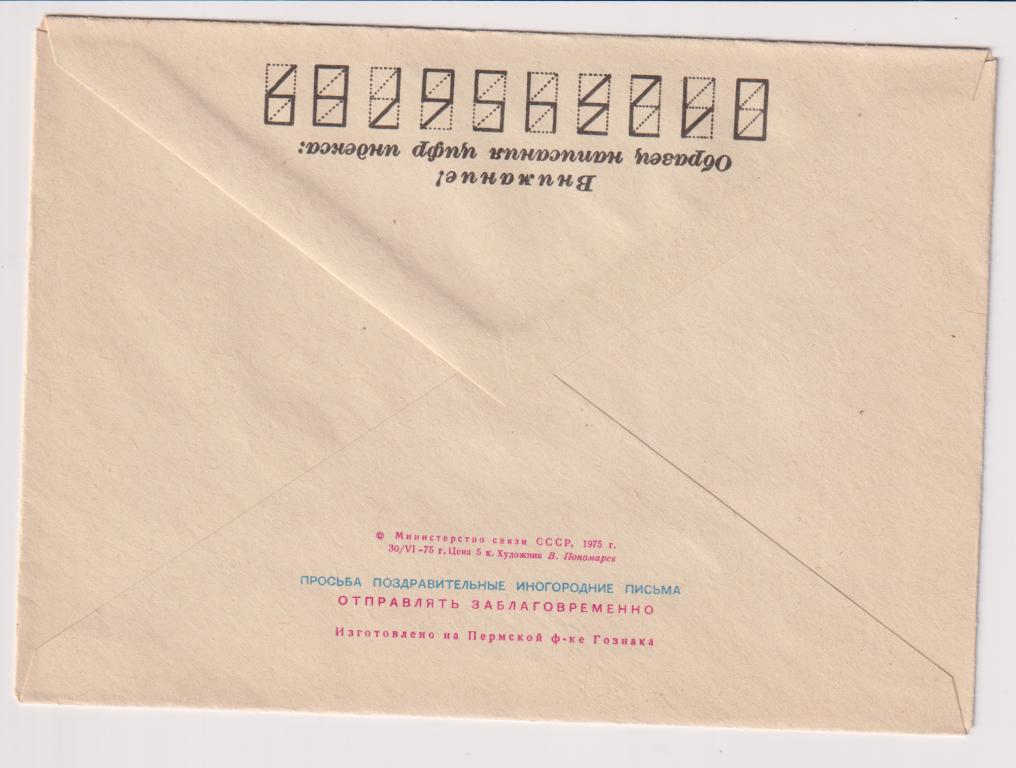 Внимание!
Образец написания цифр индекса:
0123456789
© Министерство связи СССР, 1975 г.
30/VI-75 г. Цена 5 к. Художник В. Пономарев
ПРОСЬБА ПОЗДРАВИТЕЛЬНЫЕ ИНОГОРОДНИЕ ПИСЬМА
ОТПРАВЛЯТЬ ЗАБЛАГОВРЕМЕННО
Изготовлено на Пермской ф-ке Гознака